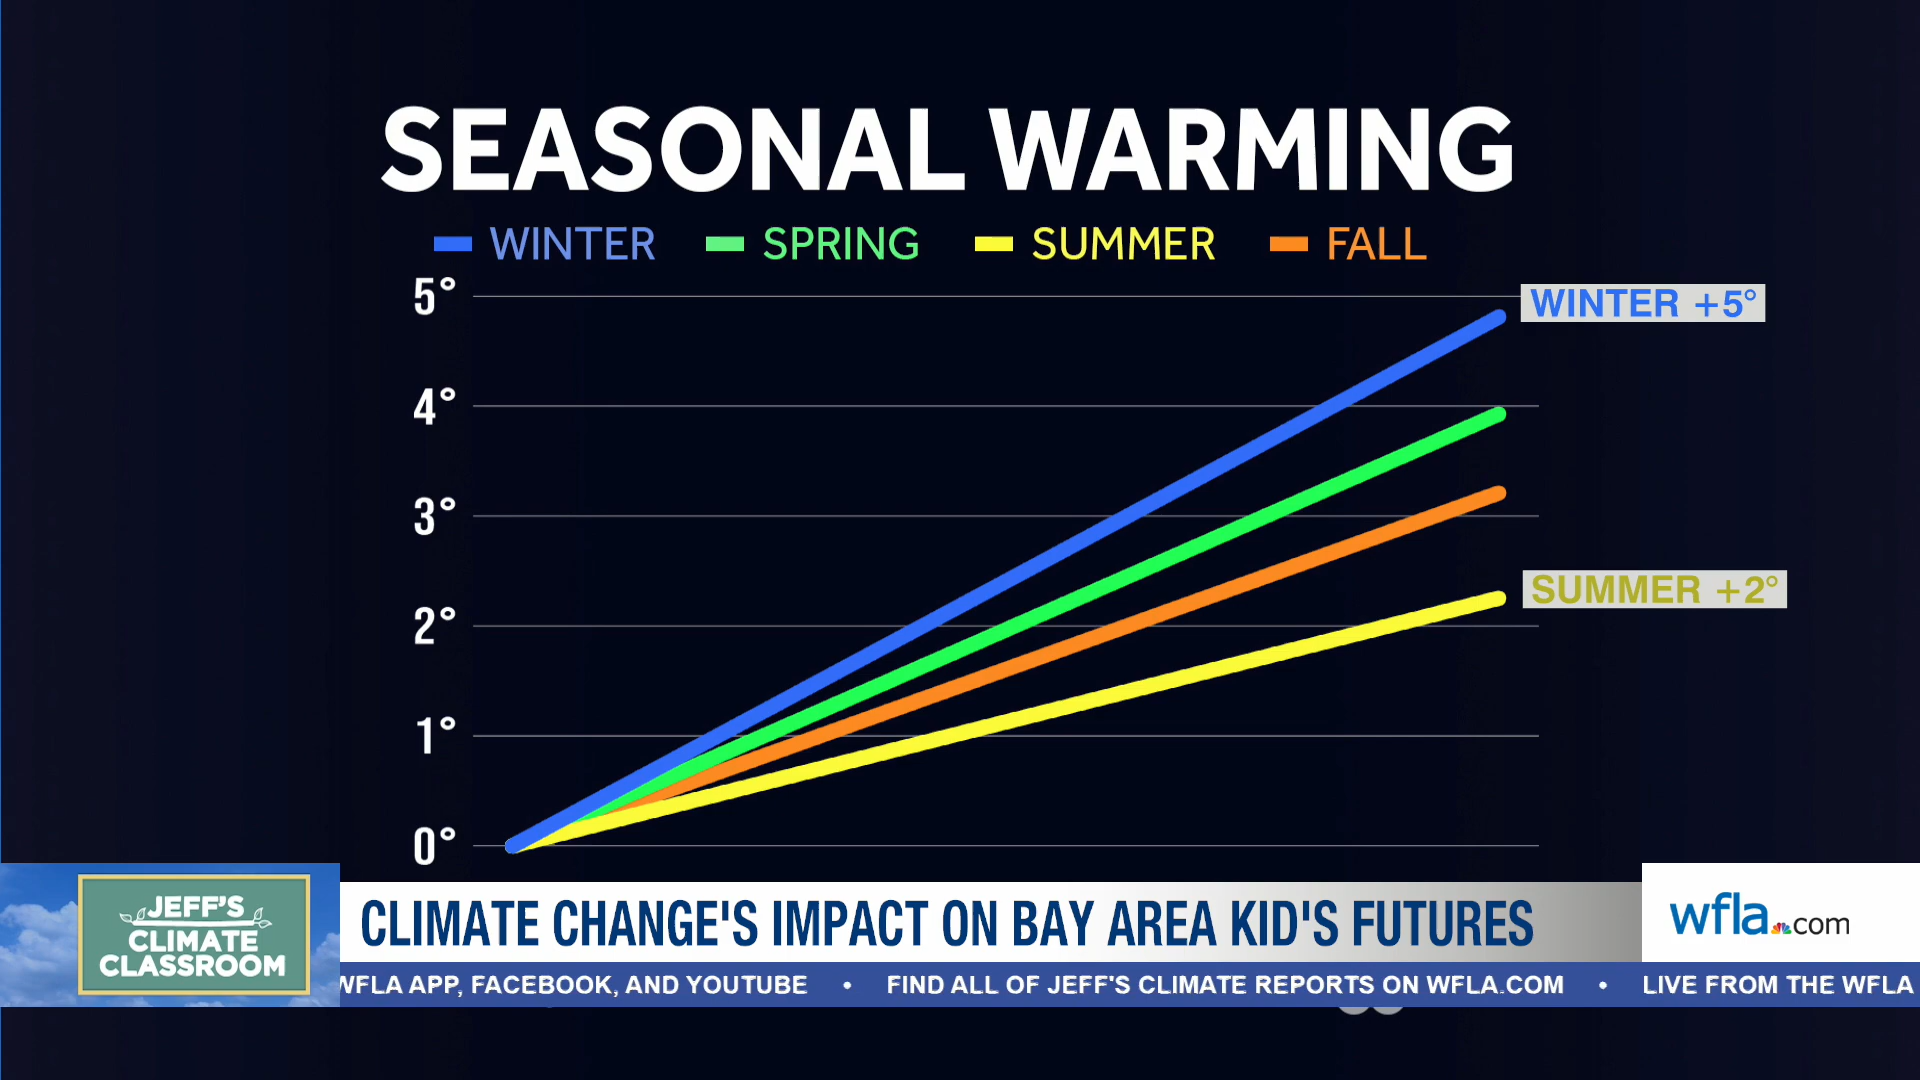 SEASONAL WARMING
WINTER SPRING SUMMER FALL
5°
WINTER +5°
4°
3°
SUMMER +2°
2°
1°
0°
JEFF'S
CLIMATE
CLASSROOM
CLIMATE CHANGE'S IMPACT ON BAY AREA KID'S FUTURES
wfla.com
WFLA APP, FACEBOOK, AND YOUTUBE • FIND ALL OF JEFF'S CLIMATE REPORTS ON WFLA.COM • LIVE FROM THE WFLA